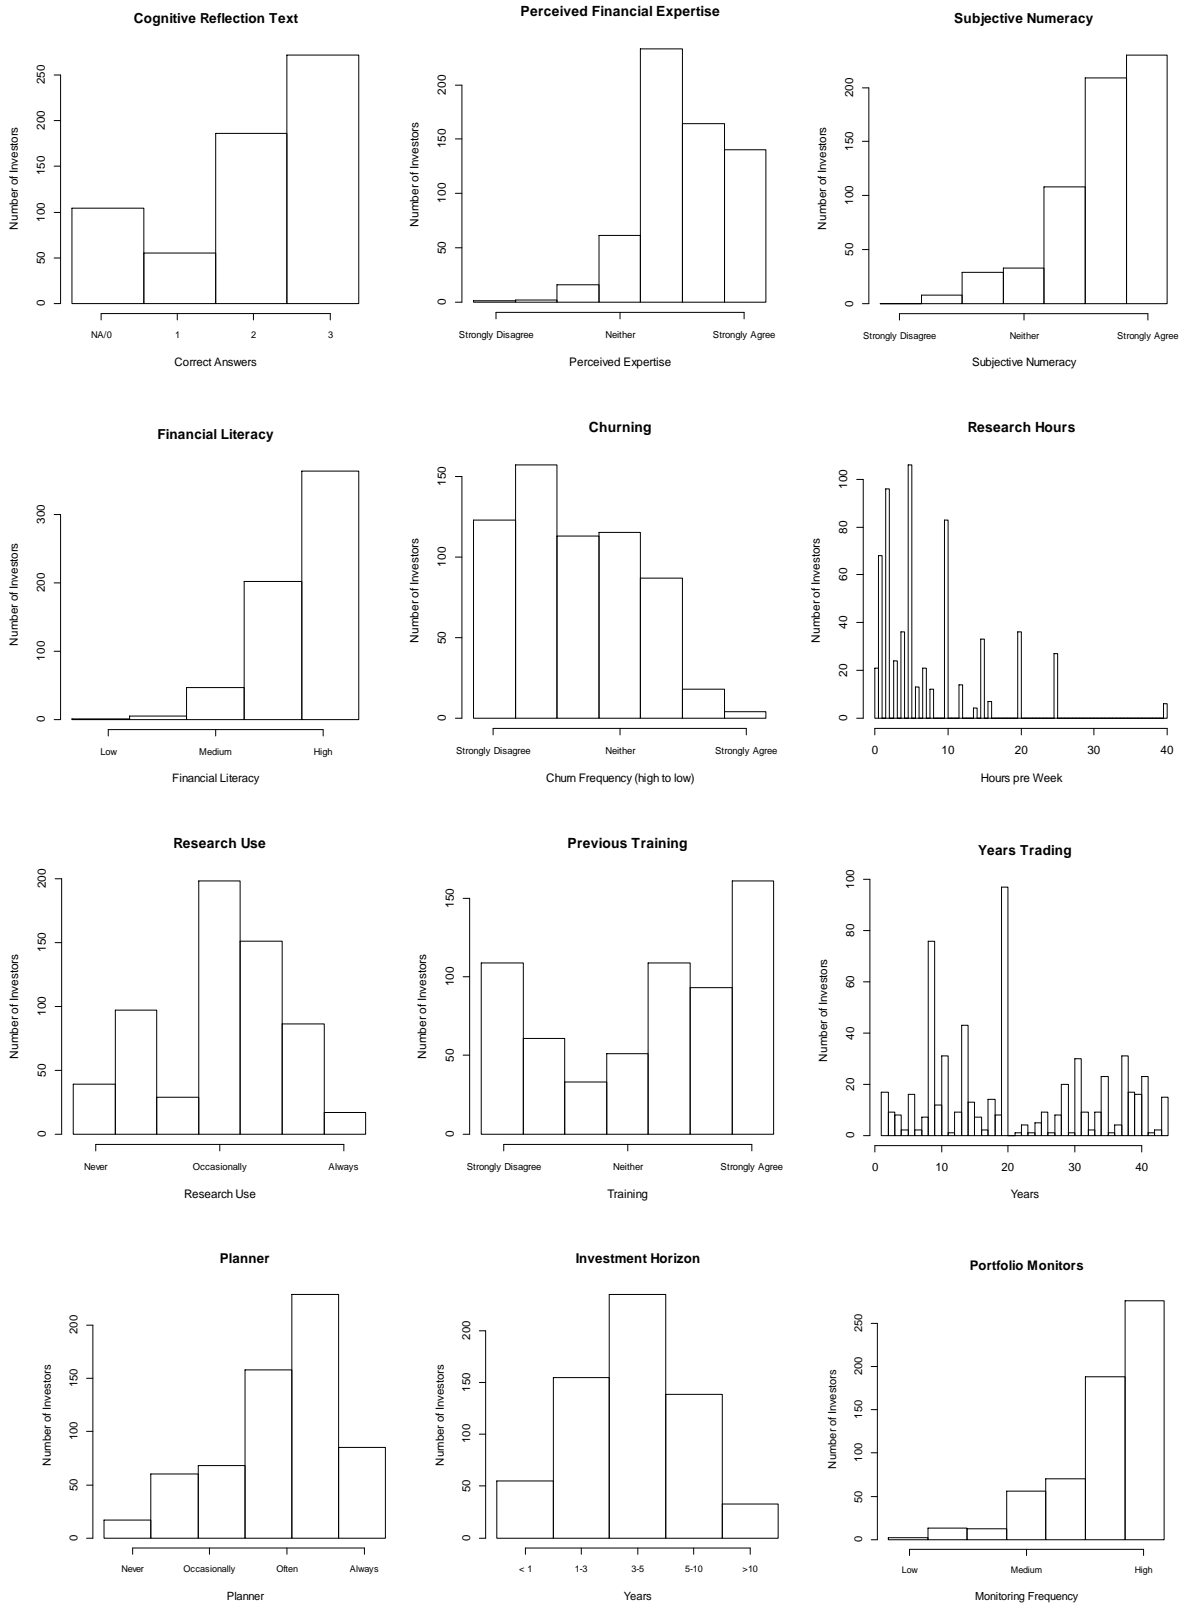 Cognitive Reflection Text
Number of Investors
0 50 100 150 200 250
NA/0 1 2 3
Correct Answers
Perceived Financial Expertise
Number of Investors
0 50 100 150 200
Strongly Disagree Neither Strongly Agree
Perceived Expertise
Subjective Numeracy
Number of Investors
0 50 100 150 200
Strongly Disagree Neither Strongly Agree
Subjective Numeracy
Financial Literacy
Number of Investors
0 100 200 300
Low Medium High
Financial Literacy
Churning
Number of Investors
0 50 100 150
Strongly Disagree Neither Strongly Agree
Churn Frequency (high to low)
Research Hours
Number of Investors
0 20 40 60 80 100
0 10 20 30 40
Hours pre Week
Research Use
Number of Investors
0 50 100 150 200
Never Occasionally Always
Research Use
Previous Training
Number of Investors
0 50 100 150
Strongly Disagree Neither Strongly Agree
Training
Years Trading
Number of Investors
0 20 40 60 80 100
0 10 20 30 40
Years
Planner
Number of Investors
0 50 100 150 200
Never Occasionally Often Always
Planner
Investment Horizon
Number of Investors
0 50 100 150 200
< 1 1-3 3-5 5-10 >10
Years
Portfolio Monitors
Number of Investors
0 50 100 150 200 250
Low Medium High
Monitoring Frequency